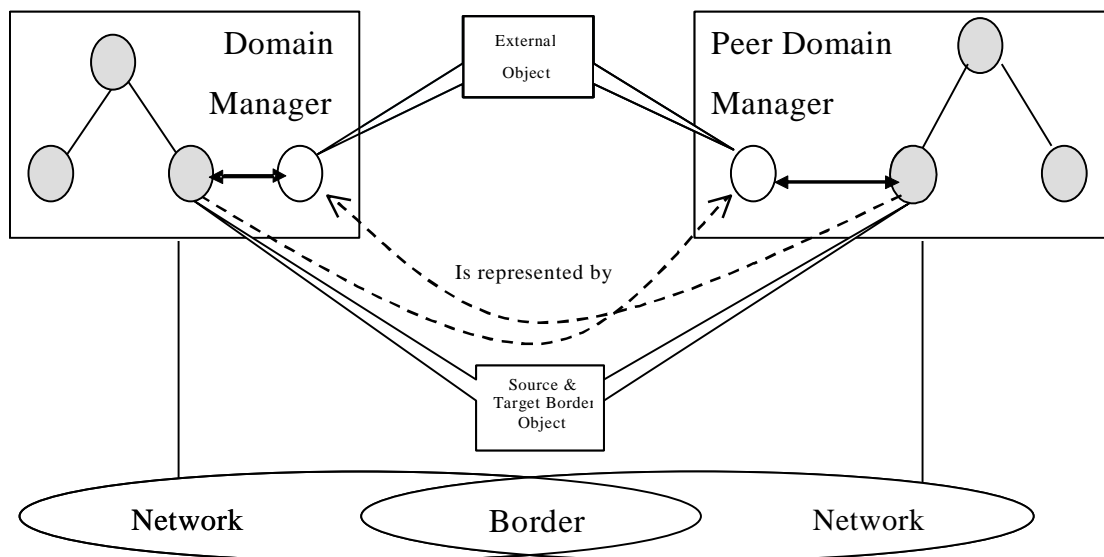 Domain
Manager
External
Object
Peer Domain
Manager
Is represented by
Source &
Target Border
Object
Network
Border
Network